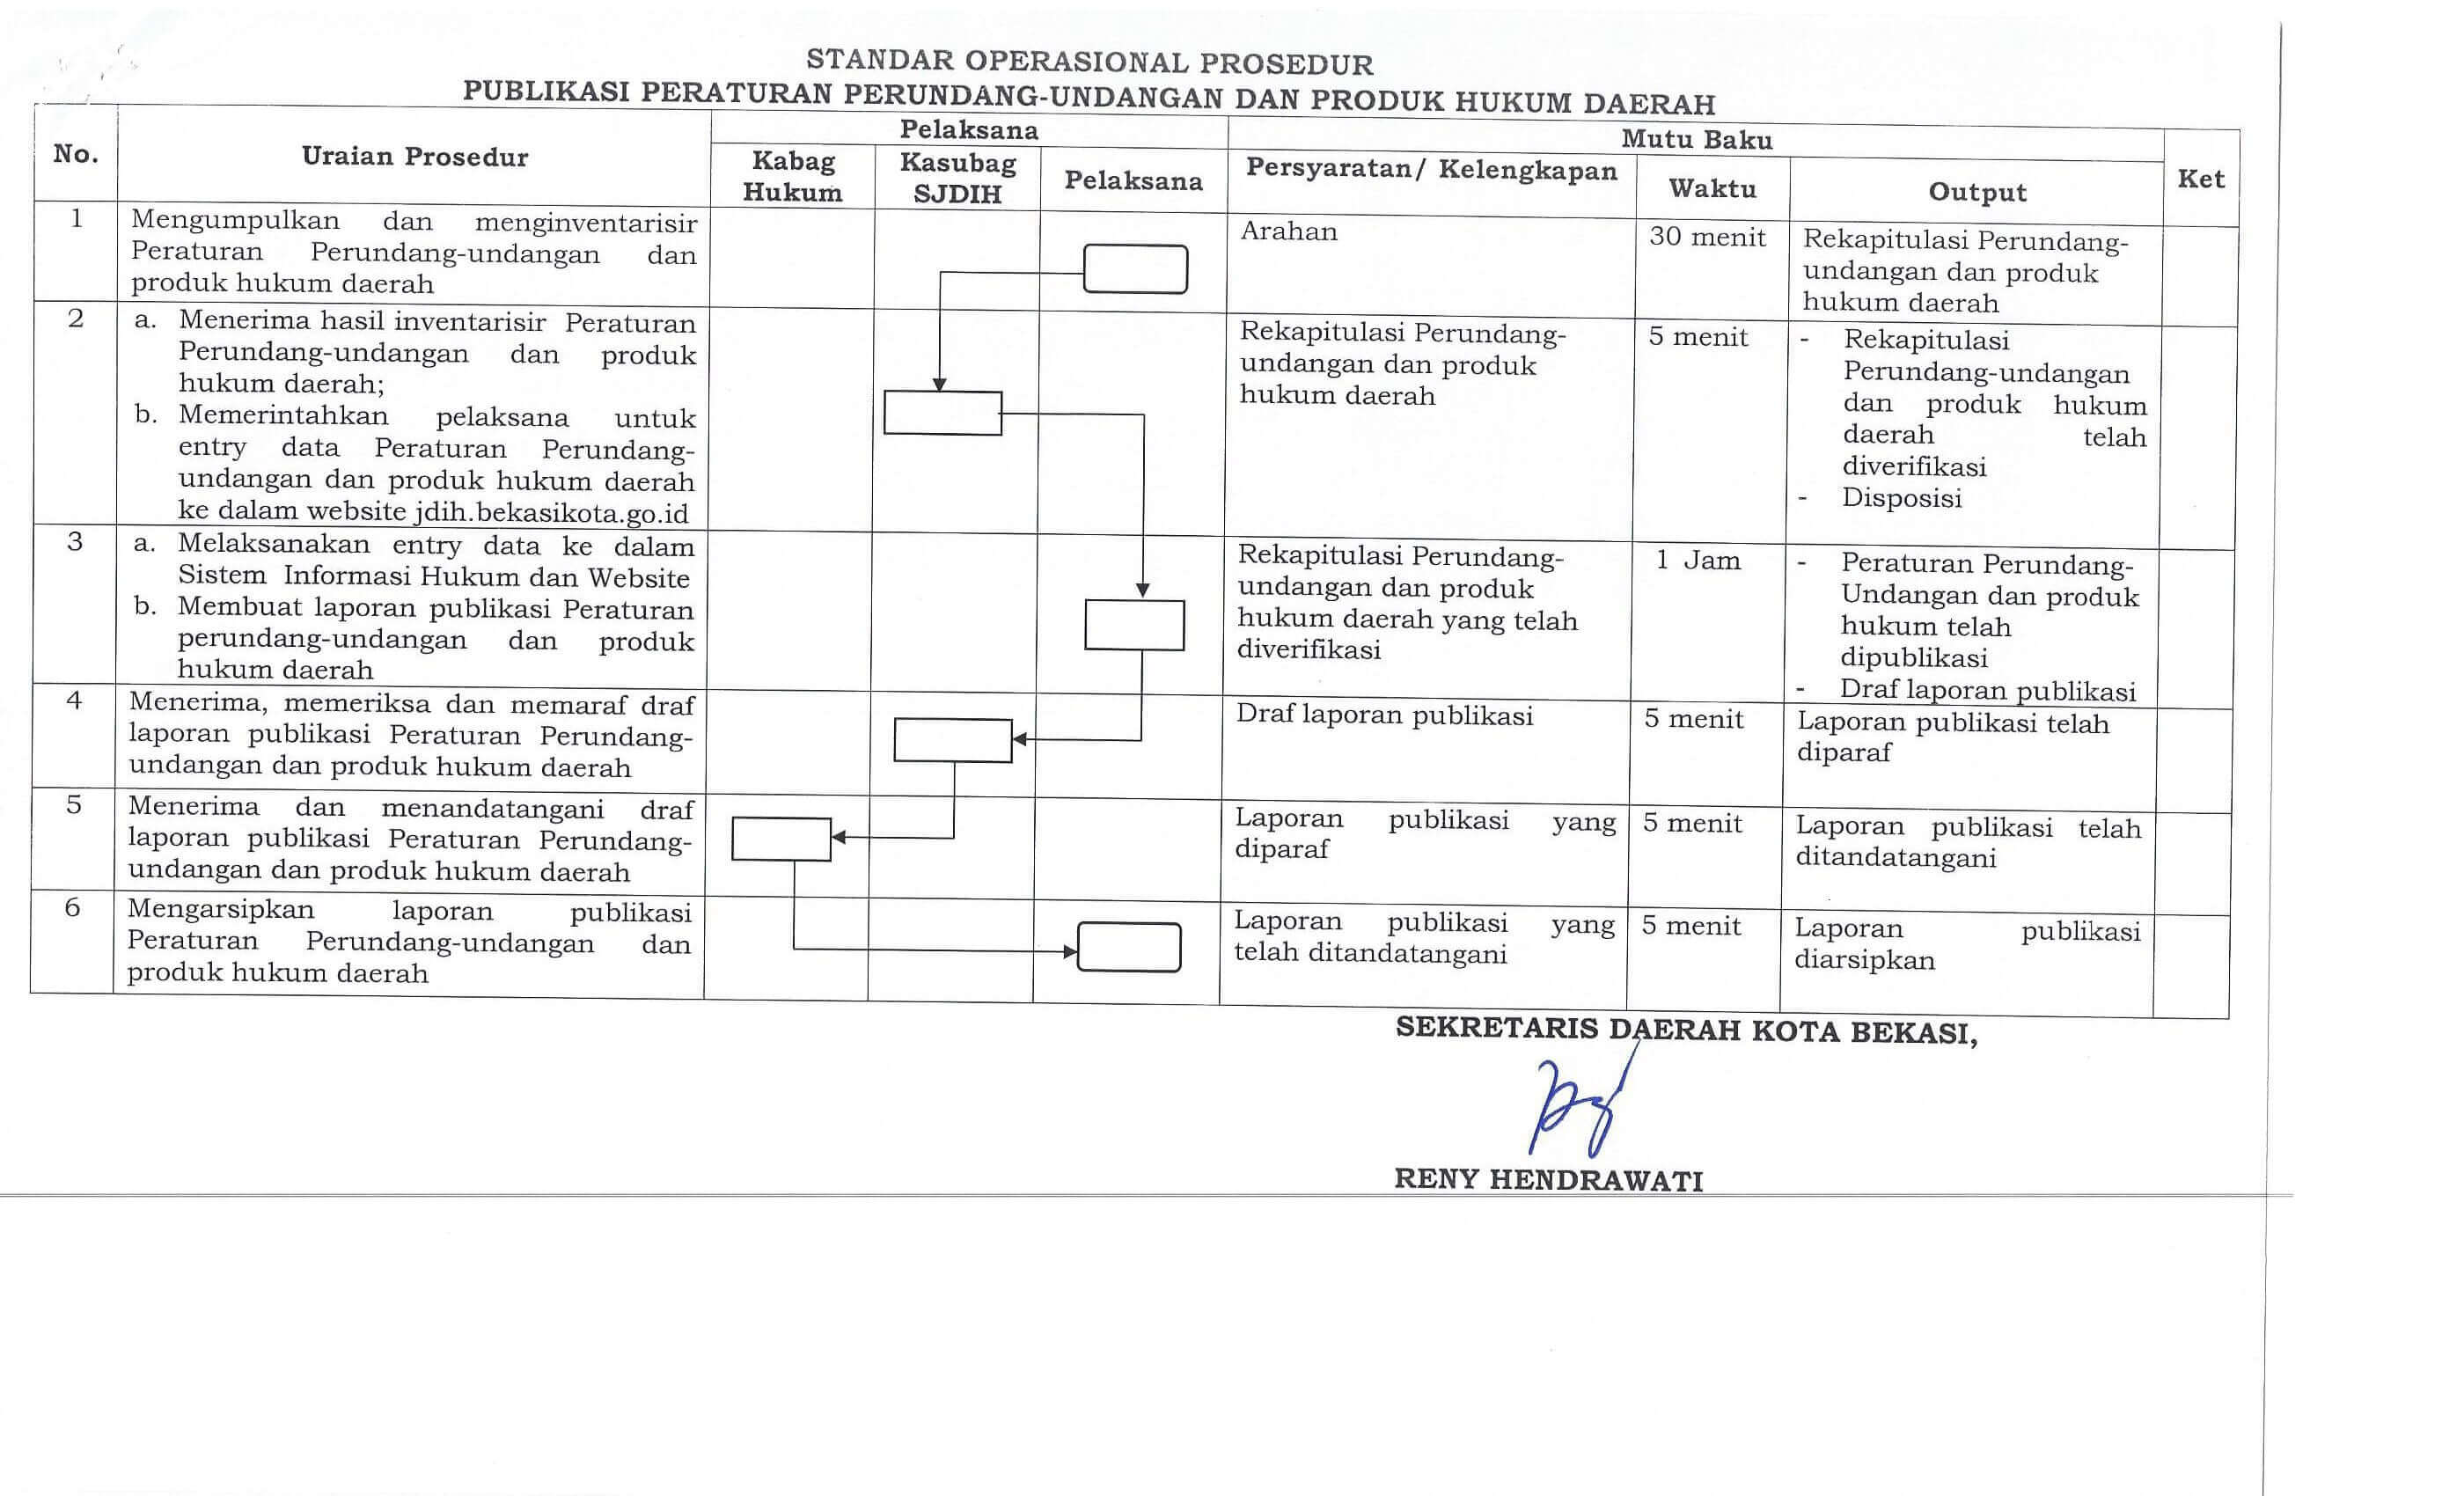 STANDAR OPERASIONAL PROSEDUR
PUBLIKASI PERATURAN PERUNDANG-UNDANGAN DAN PRODUK HUKUM DAERAH
No.
Uraian Prosedur
Pelaksana
Mutu Baku
Ket
Kabag
Hukum
Kasubag
SJDIH
Pelaksana
Persyaratan/ Kelengkapan
Waktu
Output
1
Mengumpulkan dan menginventarisir
Peraturan Perundang-undangan dan
produk hukum daerah
Arahan
30 menit
Rekapitulasi Perundang-
undangan dan produk
hukum daerah
2
a. Menerima hasil inventarisir Peraturan
Perundang-undangan dan produk
hukum daerah;
b. Memerintahkan pelaksana untuk
entry data Peraturan Perundang-
undangan dan produk hukum daerah
ke dalam website jdih.bekasikota.go.id
Rekapitulasi Perundang-
undangan dan produk
hukum daerah
5 menit
- Rekapitulasi
Perundang-undangan
dan produk hukum
daerah telah
diverifikasi
- Disposisi
3
a. Melaksanakan entry data ke dalam
Sistem Informasi Hukum dan Website
b. Membuat laporan publikasi Peraturan
perundang-undangan dan produk
hukum daerah
Rekapitulasi Perundang-
undangan dan produk
hukum daerah yang telah
diverifikasi
1 Jam
- Peraturan Perundang-
Undangan dan produk
hukum telah
dipublikasi
- Draf laporan publikasi
4
Menerima, memeriksa dan memaraf draf
laporan publikasi Peraturan Perundang-
undangan dan produk hukum daerah
Draf laporan publikasi
5 menit
Laporan publikasi telah
diparaf
5
Menerima dan menandatangani draf
laporan publikasi Peraturan Perundang-
undangan dan produk hukum daerah
Laporan publikasi yang
diparaf
5 menit
Laporan publikasi telah
ditandatangani
6
Mengarsipkan laporan publikasi
Peraturan Perundang-undangan dan
produk hukum daerah
Laporan publikasi yang
telah ditandatangani
5 menit
Laporan publikasi
diarsipkan
SEKRETARIS DAERAH KOTA BEKASI,
RENY HENDRAWATI